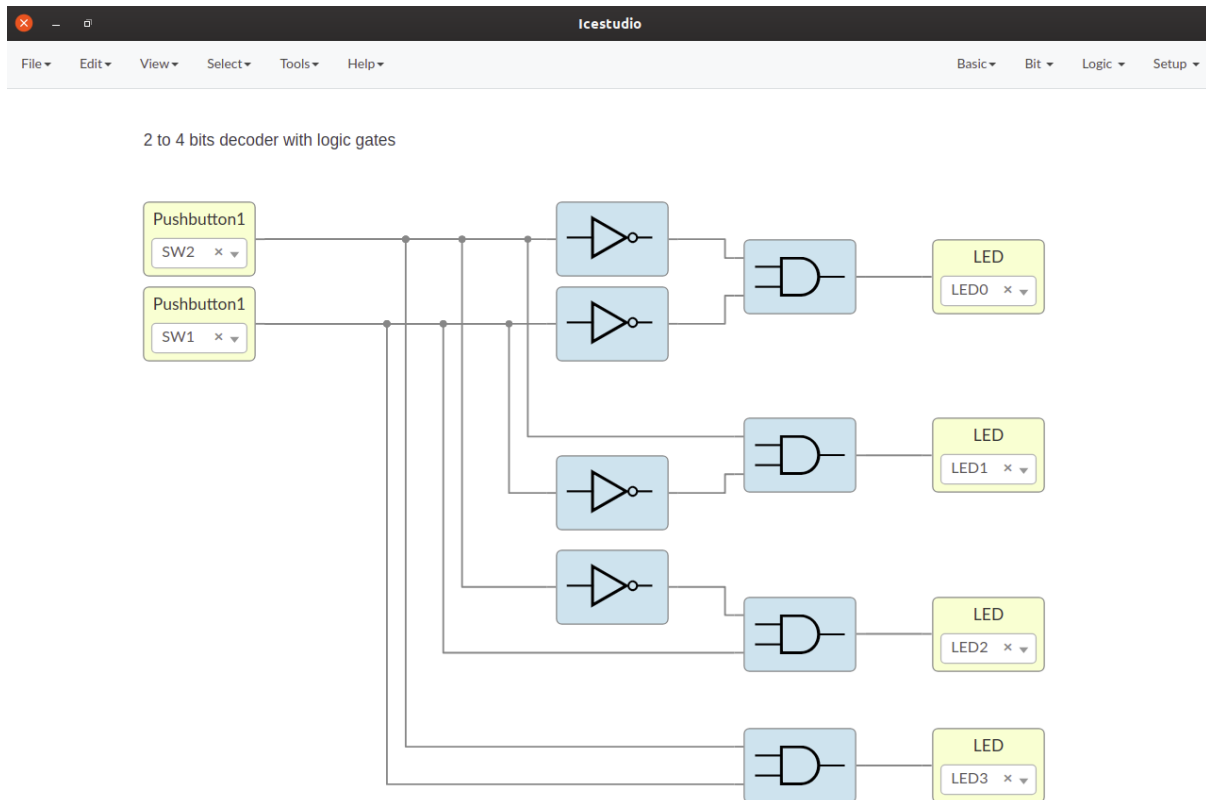 Icestudio
File Edit View Select Tools Help Basic Bit Logic Setup
2 to 4 bits decoder with logic gates
Pushbutton1
SW2
Pushbutton1
SW1
LED
LED0
LED
LED1
LED
LED2
LED
LED3